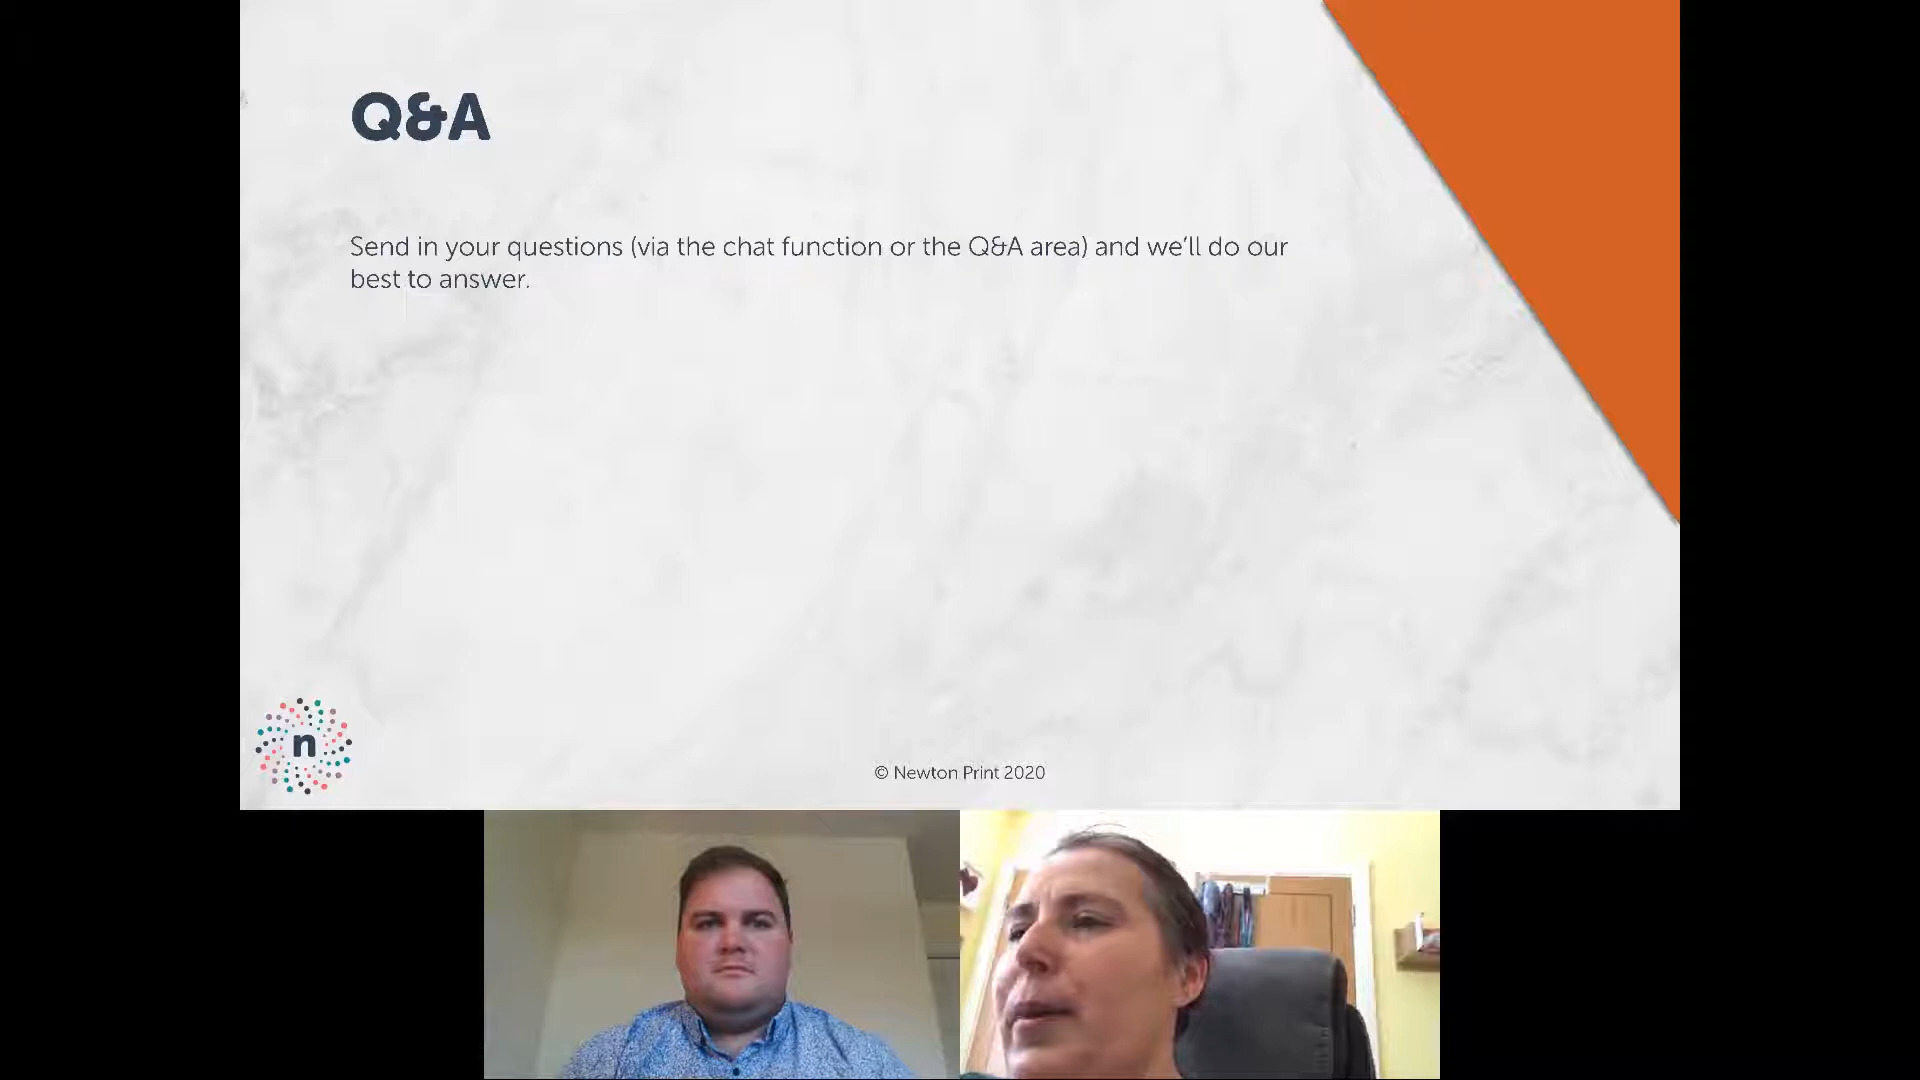 Q&A
Send in your questions (via the chat function or the Q&A area) and we'll do our
best to answer.
n
© Newton Print 2020